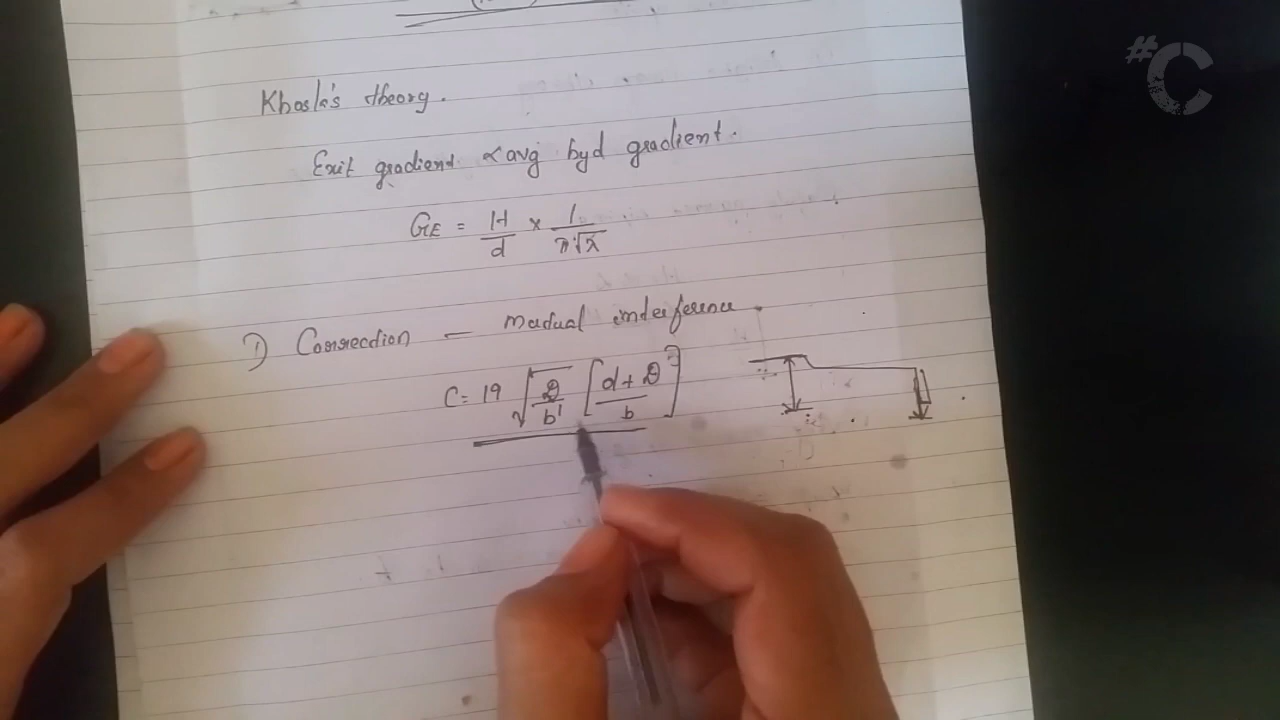 #C
Khosla's theory.
Exit gradient ∝ avg hyd gradient.
GE = H/d × 1/π√λ
1) Correction — mutual interference.
C = 19 √(D/b') [(d+D)/b]